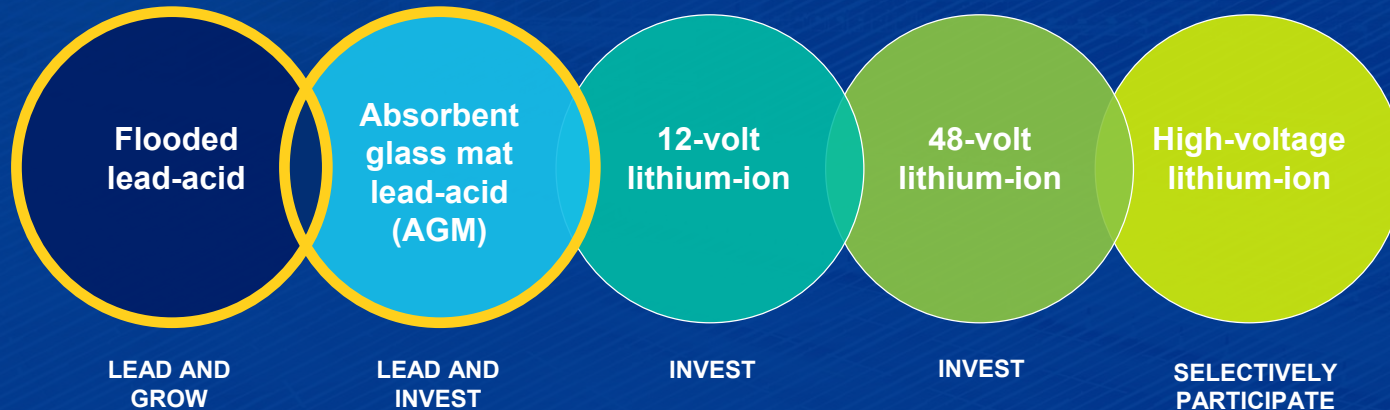 Flooded
lead-acid
Absorbent
glass mat
lead-acid
(AGM)
12-volt
lithium-ion
48-volt
lithium-ion
High-voltage
lithium-ion
LEAD AND
GROW
LEAD AND
INVEST
INVEST
INVEST
SELECTIVELY
PARTICIPATE